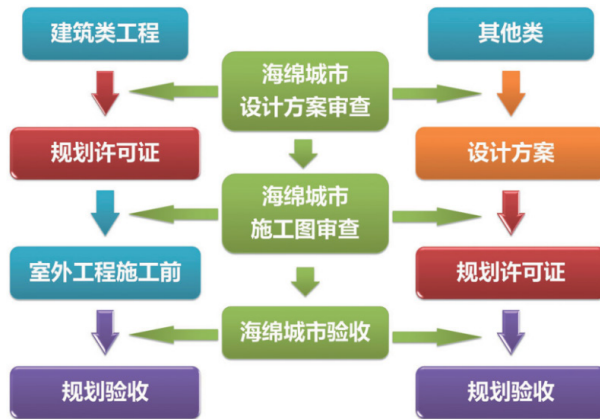 建筑类工程
其他类
海绵城市
设计方案审查
规划许可证
设计方案
海绵城市
施工图审查
室外工程施工前
规划许可证
海绵城市验收
规划验收
规划验收